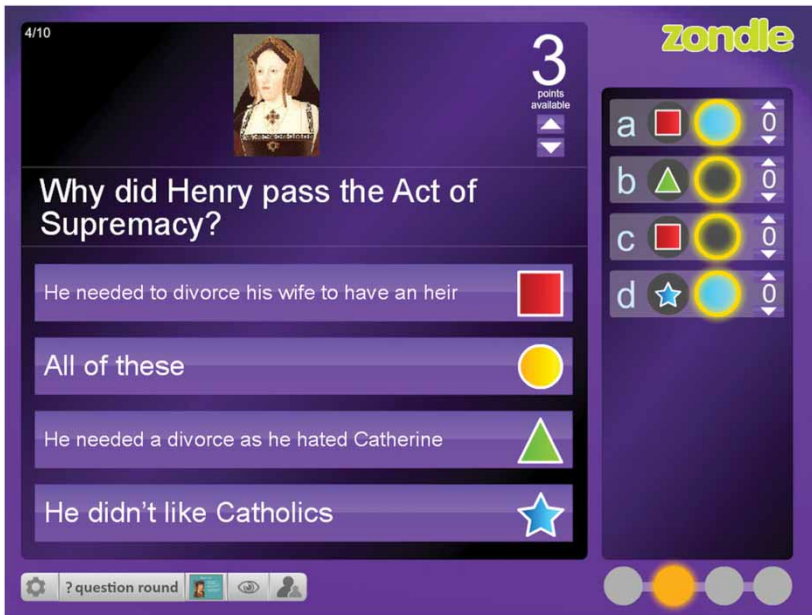 4/10
zondle
3
points
available
Why did Henry pass the Act of
Supremacy?
He needed to divorce his wife to have an heir
All of these
He needed a divorce as he hated Catherine
He didn't like Catholics
a 0
b 0
c 0
d 0
? question round